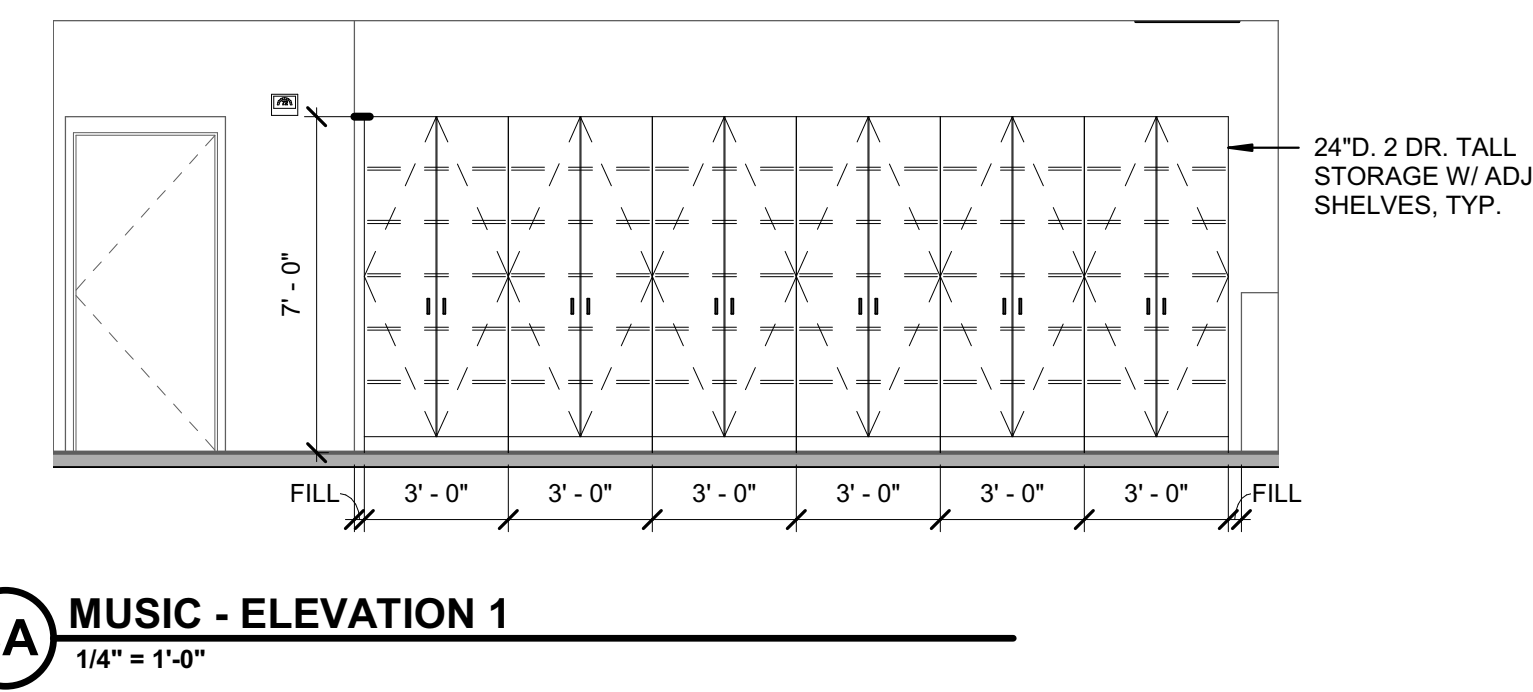 24"D. 2 DR. TALL
STORAGE W/ ADJ
SHELVES, TYP.
7' - 0"
FILL 3' - 0" 3' - 0" 3' - 0" 3' - 0" 3' - 0" 3' - 0" FILL
A MUSIC - ELEVATION 1
1/4" = 1'-0"